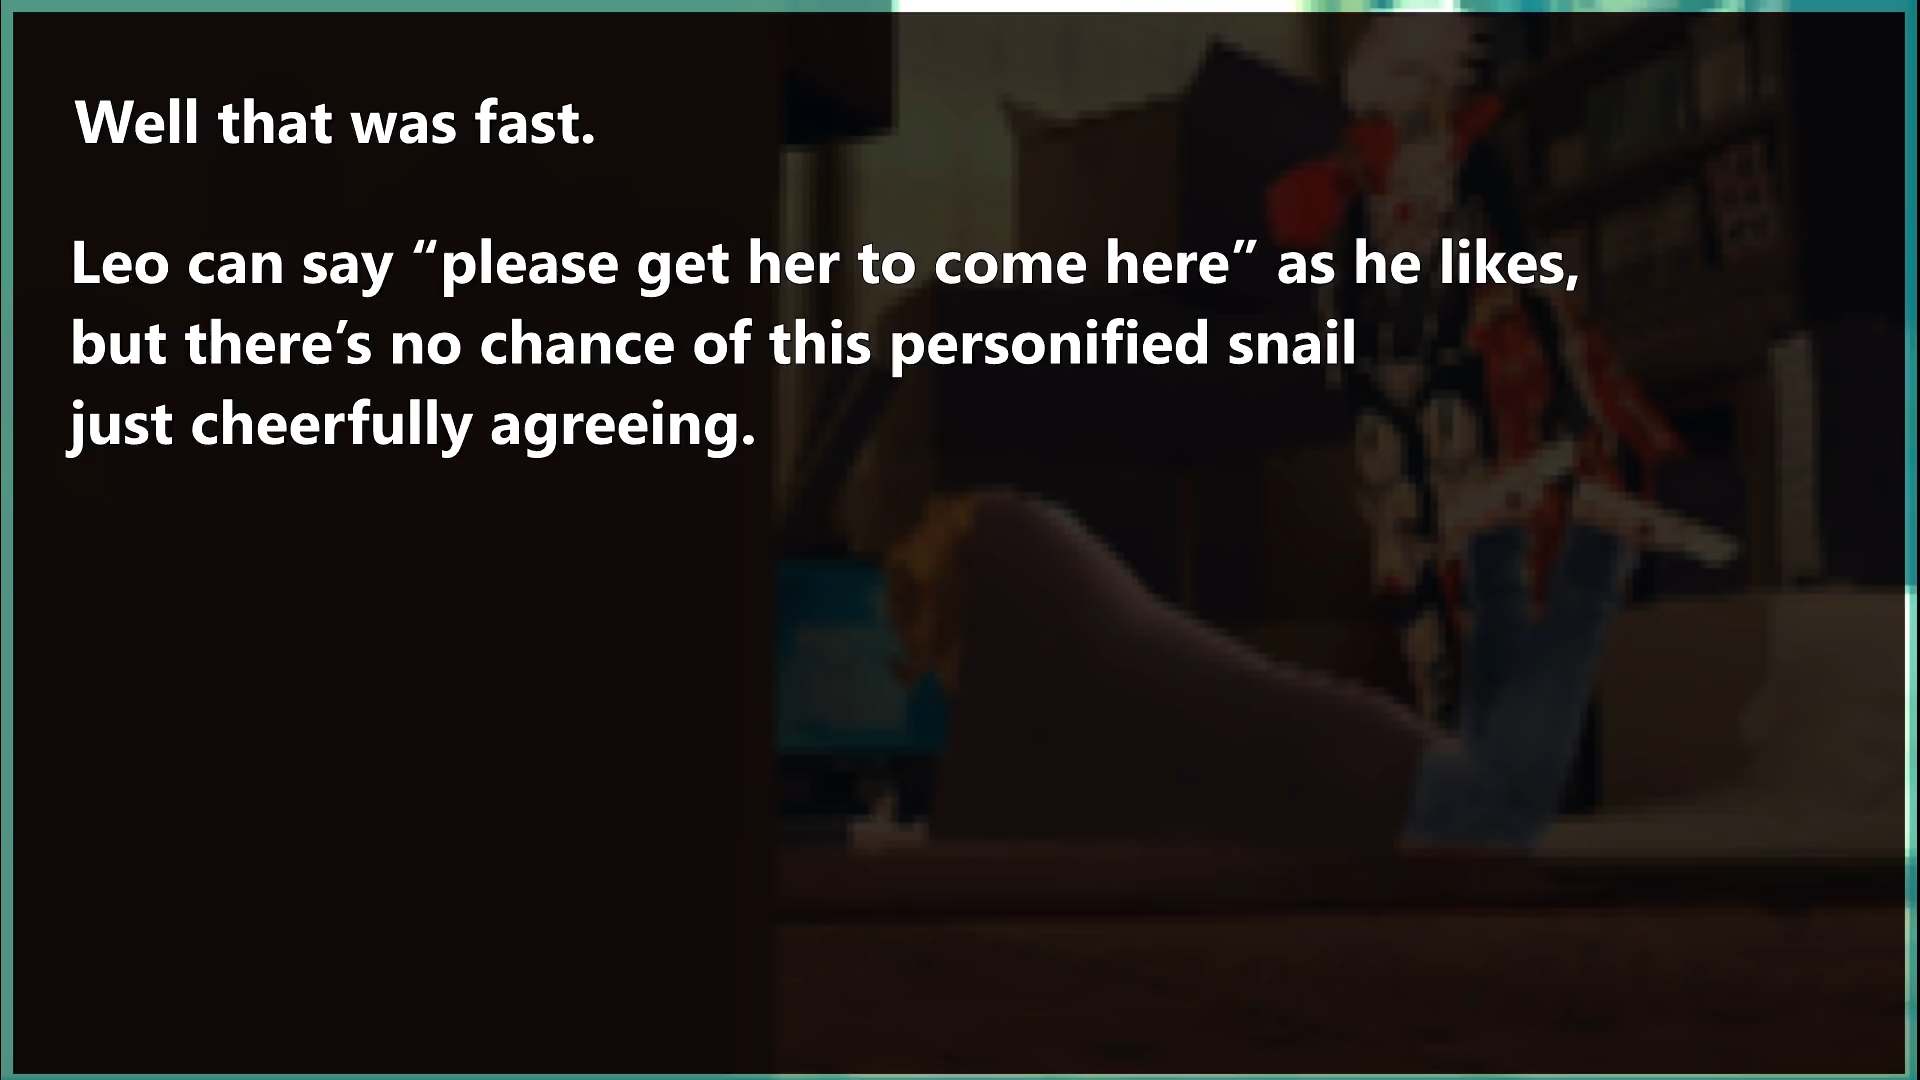 Well that was fast.
Leo can say “please get her to come here” as he likes,
but there’s no chance of this personified snail
just cheerfully agreeing.